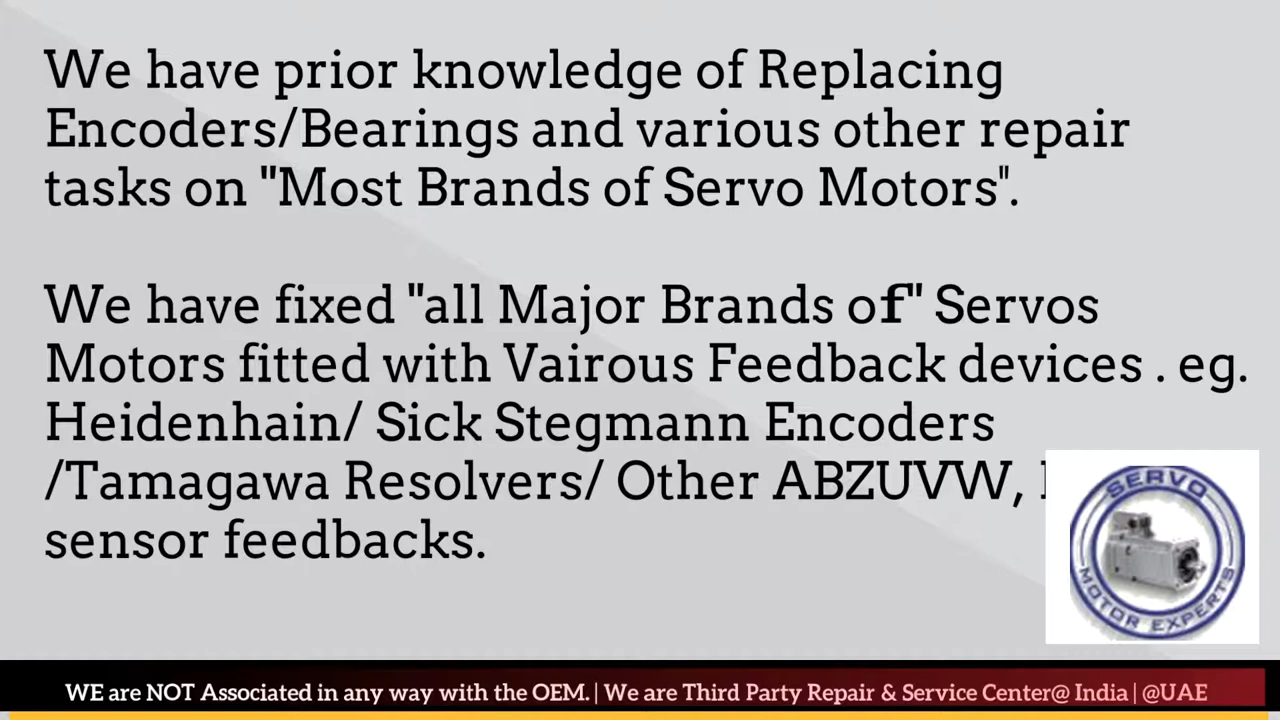 We have prior knowledge of Replacing
Encoders/Bearings and various other repair
tasks on "Most Brands of Servo Motors".
We have fixed "all Major Brands of" Servos
Motors fitted with Vairous Feedback devices . eg.
Heidenhain/ Sick Stegmann Encoders
/Tamagawa Resolvers/ Other ABZUVW,
sensor feedbacks.
SERVO
MOTOR EXPERTS
WE are NOT Associated in any way with the OEM. | We are Third Party Repair & Service Center@ India | @UAE